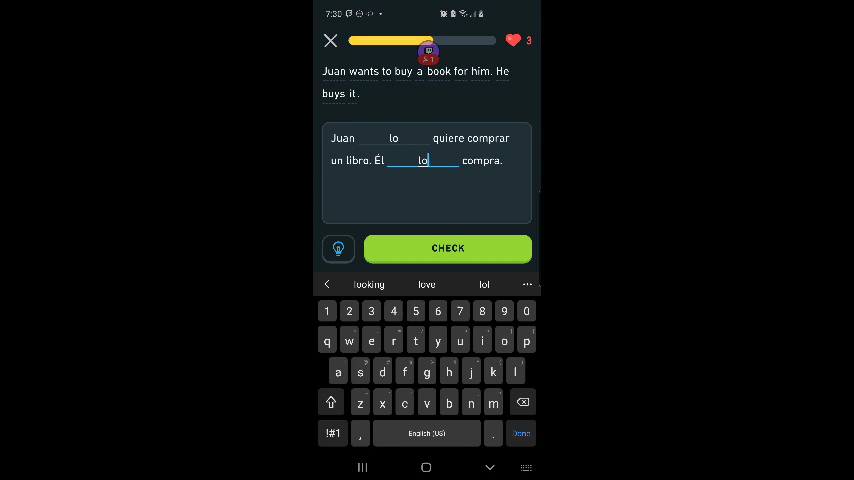 7:30
3
1
Juan wants to buy a book for him. He
buys it.
Juan lo quiere comprar
un libro. Él lo compra.
CHECK
looking love lol
1 2 3 4 5 6 7 8 9 0
q w e r t y u i o p
a s d f g h j k l
z x c v b n m
!#1 , English (US) . Done